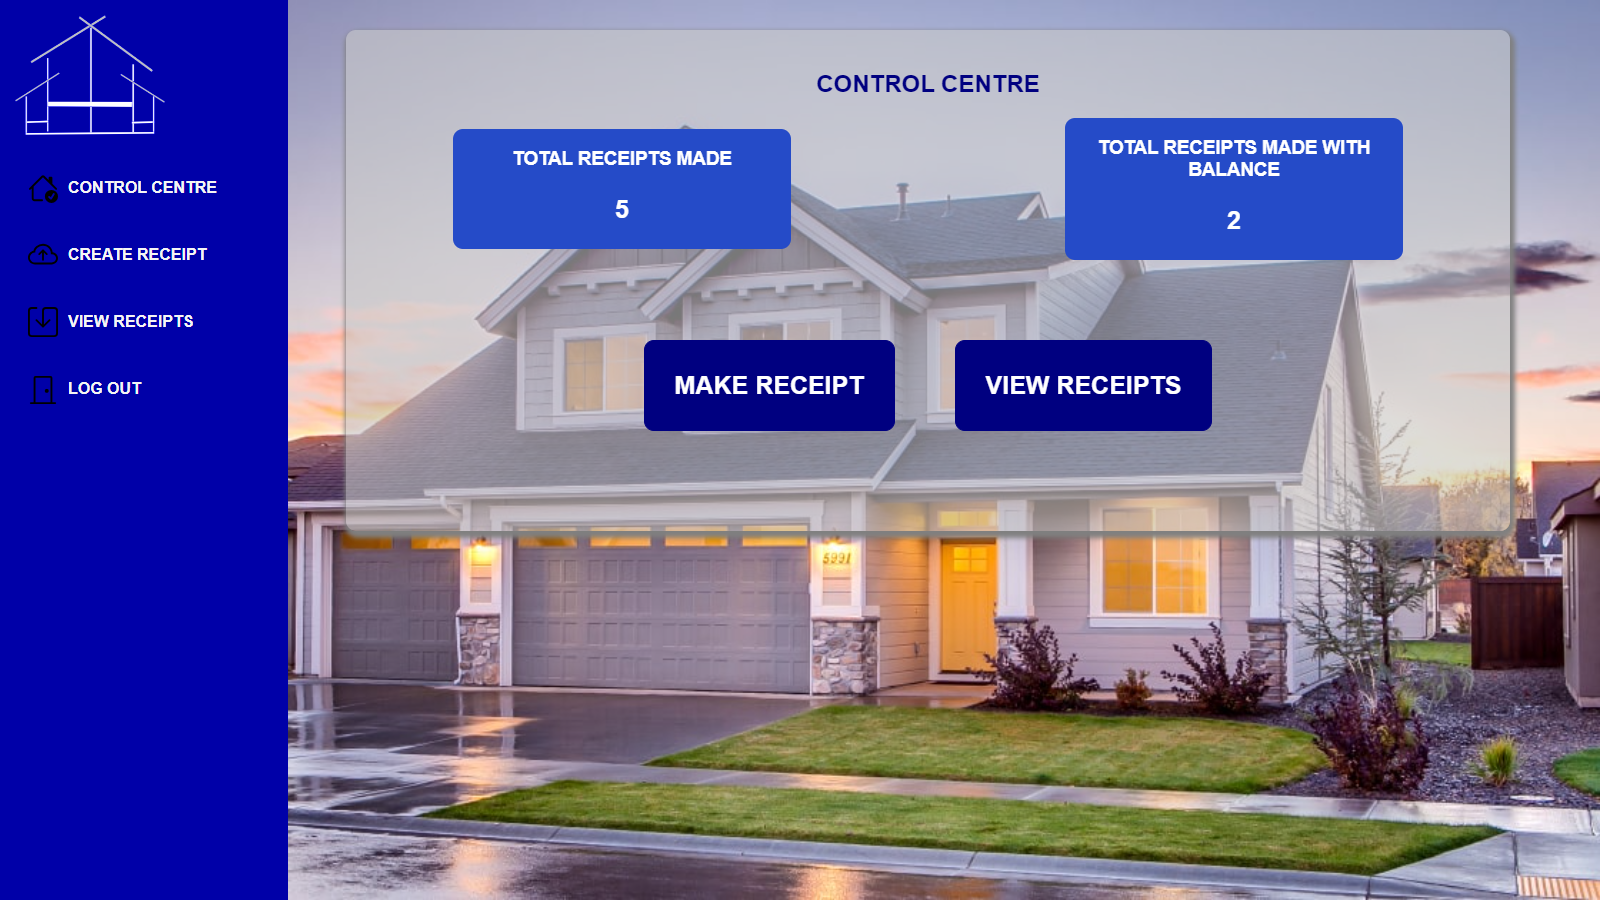 CONTROL CENTRE
CREATE RECEIPT
VIEW RECEIPTS
LOG OUT
CONTROL CENTRE
TOTAL RECEIPTS MADE
5
TOTAL RECEIPTS MADE WITH
BALANCE
2
MAKE RECEIPT
VIEW RECEIPTS
5991